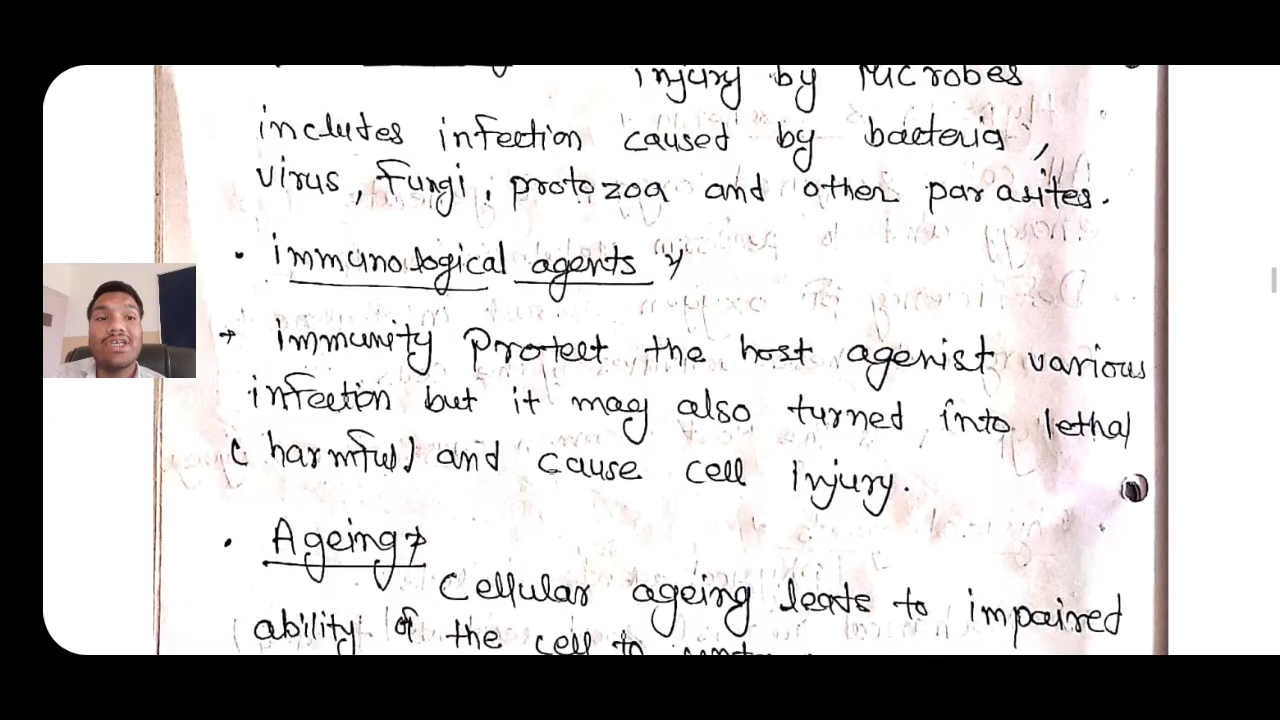 injury by Microbes
includes infection caused by bacteria,
virus, Fungi, protozoa and other parasites.
• immunological agents
→ immunity Protect the host agenist various
infection but it may also turned into lethal
( harmful) and cause cell injury.
• Ageing →
Cellular ageing leads to impaired
ability of the cell to